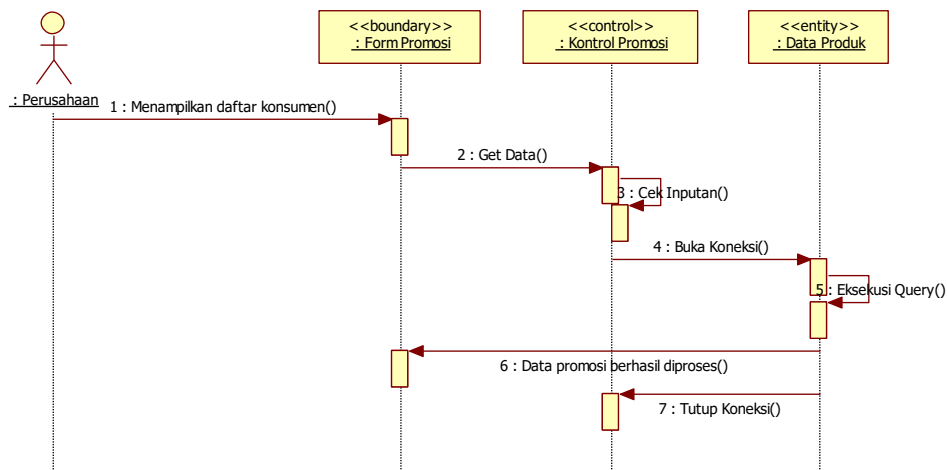 <<boundary>>
: Form Promosi
<<control>>
: Kontrol Promosi
<<entity>>
: Data Produk
: Perusahaan
1 : Menampilkan daftar konsumen()
2 : Get Data()
3 : Cek Inputan()
4 : Buka Koneksi()
5 : Eksekusi Query()
6 : Data promosi berhasil diproses()
7 : Tutup Koneksi()